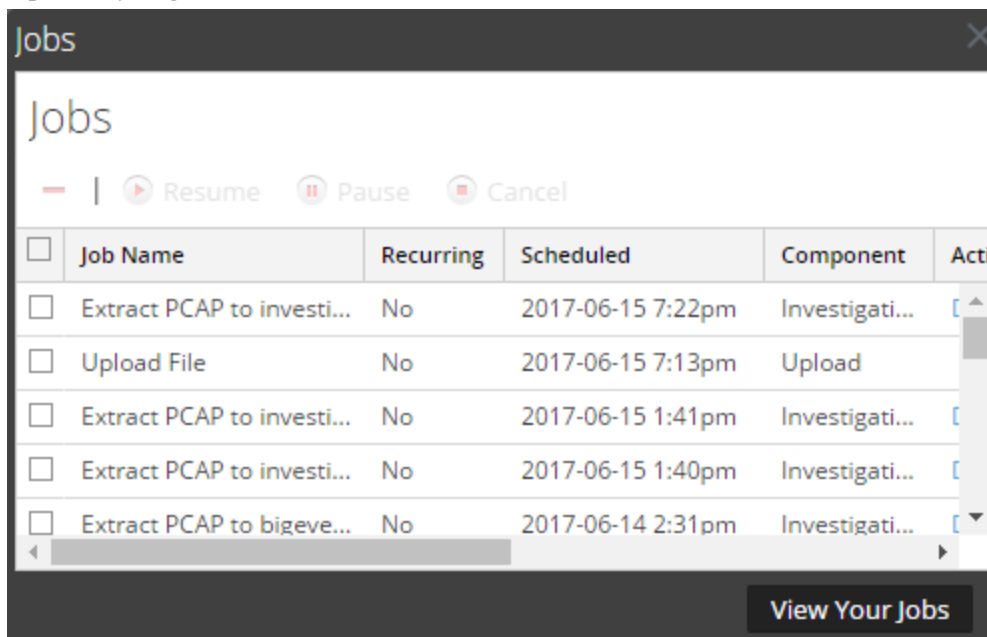 Jobs
Jobs
Resume Pause Cancel
Job Name Recurring Scheduled Component Acti
Extract PCAP to investi... No 2017-06-15 7:22pm Investigati...
Upload File No 2017-06-15 7:13pm Upload
Extract PCAP to investi... No 2017-06-15 1:41pm Investigati...
Extract PCAP to investi... No 2017-06-15 1:40pm Investigati...
Extract PCAP to bigeve... No 2017-06-14 2:31pm Investigati...
View Your Jobs